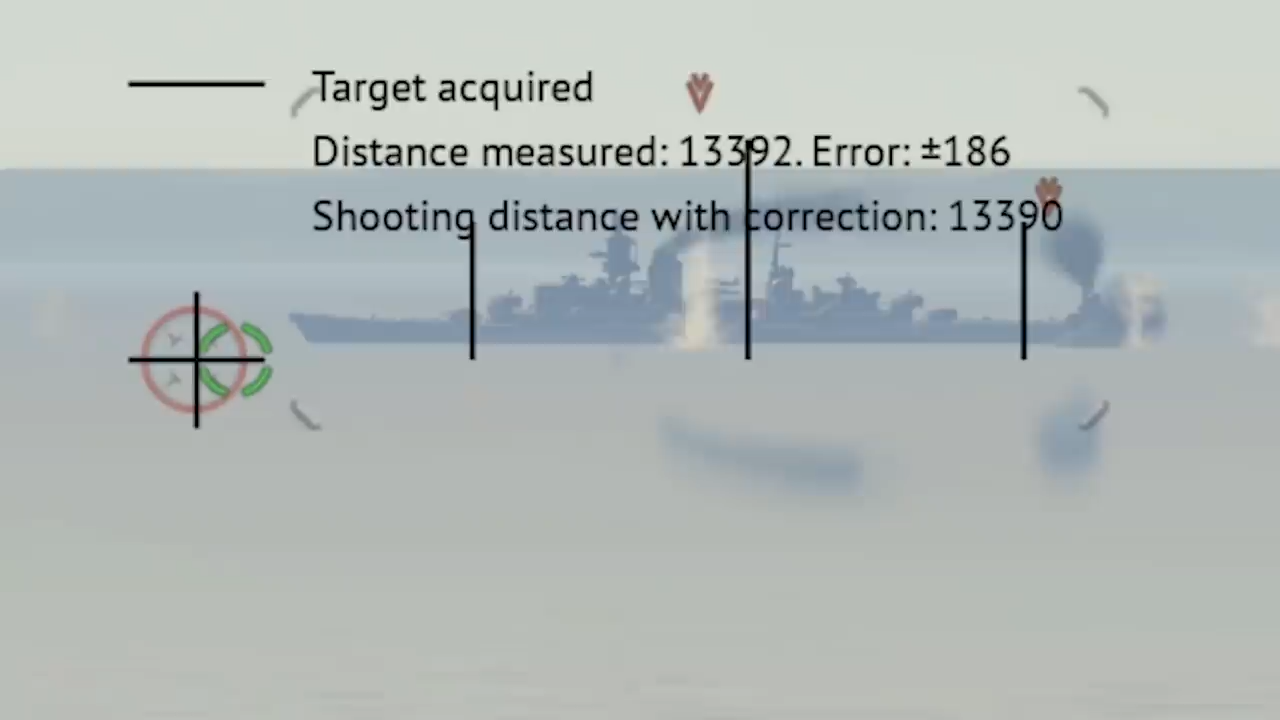 Target acquired
Distance measured: 13392. Error: ±186
Shooting distance with correction: 13390